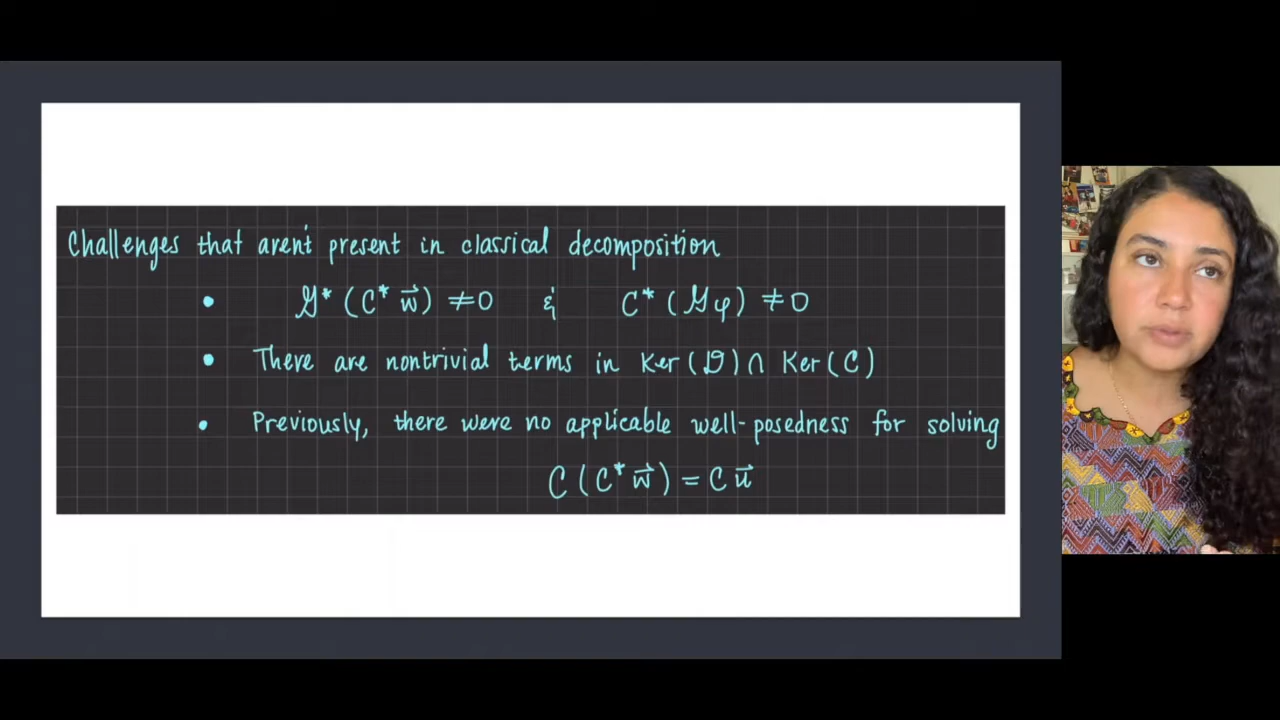 Challenges that aren't present in classical decomposition
• 𝒢* (C* w⃗) ≠ 0 & C* (𝒢φ) ≠ 0
• There are nontrivial terms in Ker(𝒟) ∩ Ker(C)
• Previously, there were no applicable well-posedness for solving
C(C* w⃗) = C u⃗